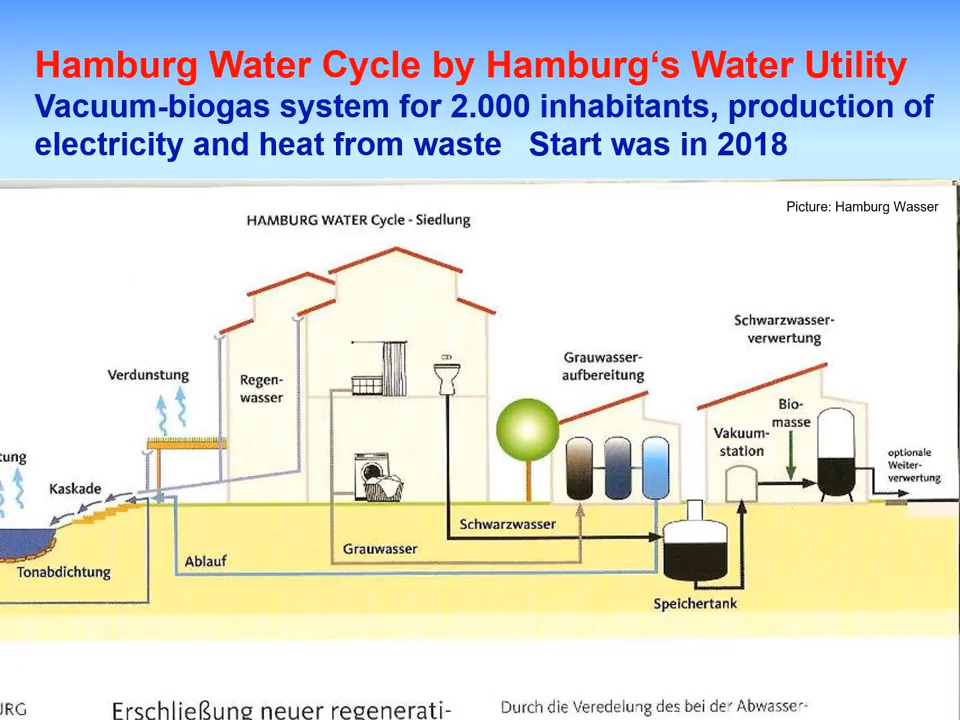 Hamburg Water Cycle by Hamburg‘s Water Utility
Vacuum-biogas system for 2.000 inhabitants, production of
electricity and heat from waste   Start was in 2018
Picture: Hamburg Wasser
HAMBURG WATER Cycle - Siedlung
Schwarzwasser-
verwertung
Grauwasser-
aufbereitung
Verdunstung
Regen-
wasser
Bio-
masse
Vakuum-
station
tung
optionale
Weiter-
verwertung
Kaskade
Schwarzwasser
Grauwasser
Ablauf
Tonabdichtung
Speichertank
URG
Erschließung neuer regenerati-
Durch die Veredelung des bei der Abwasser-